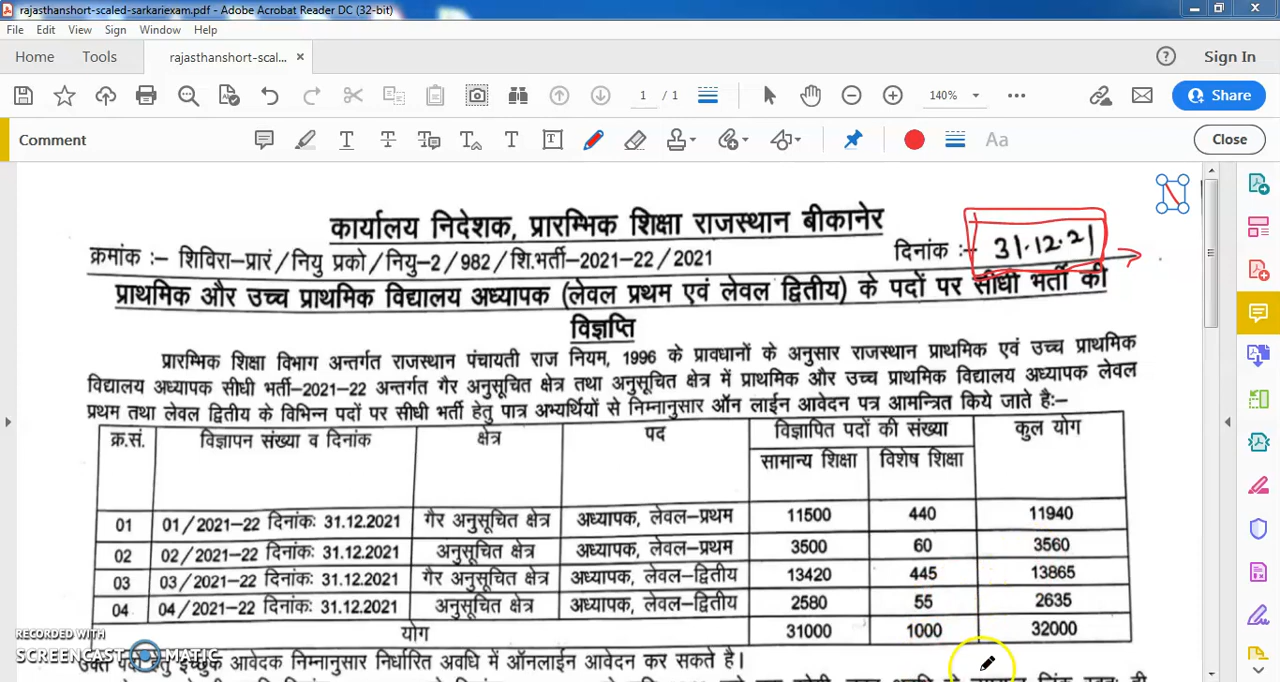 rajasthanshort-scaled-sarkariexam.pdf - Adobe Acrobat Reader DC (32-bit)
File Edit View Sign Window Help
Home Tools rajasthanshort-scal... × Sign In
1 / 1 140% Share
Comment Aa Close
कार्यालय निदेशक, प्रारम्भिक शिक्षा राजस्थान बीकानेर
क्रमांक :– शिविरा–प्रारं/नियु प्रको/नियु–2/982/शि.भर्ती–2021–22/2021 दिनांक :– 31.12.21
प्राथमिक और उच्च प्राथमिक विद्यालय अध्यापक (लेवल प्रथम एवं लेवल द्वितीय) के पदों पर सीधी भर्ती की
विज्ञप्ति
प्रारम्भिक शिक्षा विभाग अन्तर्गत राजस्थान पंचायती राज नियम, 1996 के प्रावधानों के अनुसार राजस्थान प्राथमिक एवं उच्च प्राथमिक
विद्यालय अध्यापक सीधी भर्ती–2021–22 अन्तर्गत गैर अनुसूचित क्षेत्र तथा अनुसूचित क्षेत्र में प्राथमिक और उच्च प्राथमिक विद्यालय अध्यापक लेवल
प्रथम तथा लेवल द्वितीय के विभिन्न पदों पर सीधी भर्ती हेतु पात्र अभ्यर्थियों से निम्नानुसार ऑन लाईन आवेदन पत्र आमन्त्रित किये जाते है:–
क्र.सं. विज्ञापन संख्या व दिनांक क्षेत्र पद विज्ञापित पदों की संख्या कुल योग
सामान्य शिक्षा विशेष शिक्षा
01 01/2021–22 दिनांक: 31.12.2021 गैर अनुसूचित क्षेत्र अध्यापक, लेवल–प्रथम 11500 440 11940
02 02/2021–22 दिनांक: 31.12.2021 अनुसूचित क्षेत्र अध्यापक, लेवल–प्रथम 3500 60 3560
03 03/2021–22 दिनांक: 31.12.2021 गैर अनुसूचित क्षेत्र अध्यापक, लेवल–द्वितीय 13420 445 13865
04 04/2021–22 दिनांक: 31.12.2021 अनुसूचित क्षेत्र अध्यापक, लेवल–द्वितीय 2580 55 2635
योग 31000 1000 32000
RECORDED WITH
SCREENCAST MATIC
उक्त हेतु इच्छुक आवेदक निम्नानुसार निर्धारित अवधि में ऑनलाईन आवेदन कर सकते है।